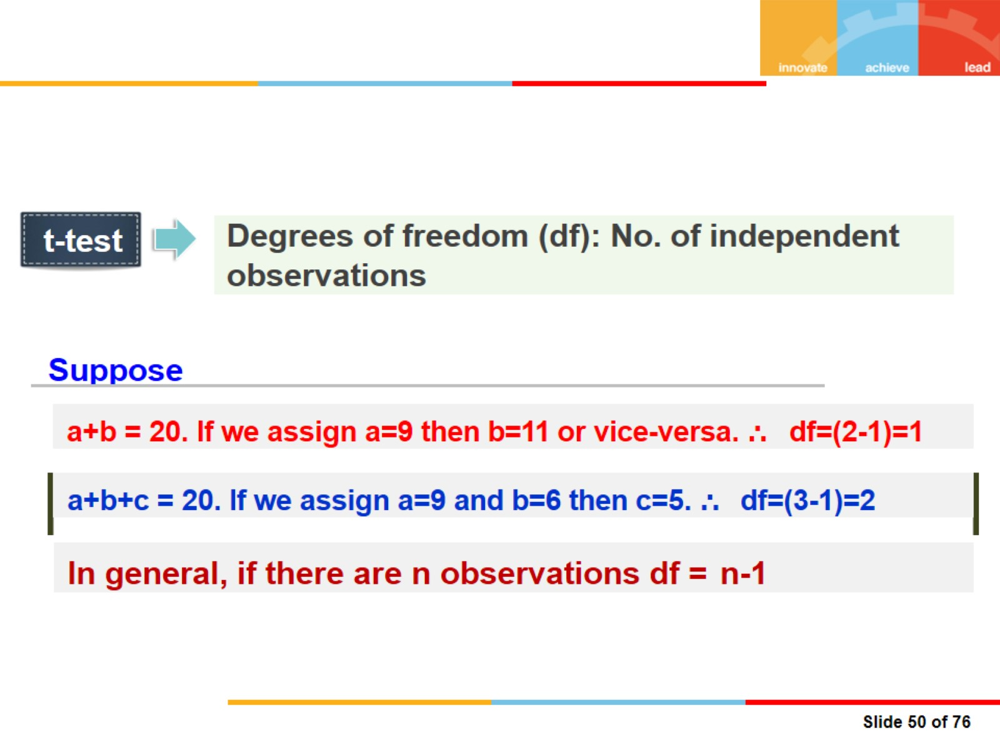 innovate achieve lead
t-test
Degrees of freedom (df): No. of independent
observations
Suppose
a+b = 20. If we assign a=9 then b=11 or vice-versa. ∴ df=(2-1)=1
a+b+c = 20. If we assign a=9 and b=6 then c=5. ∴ df=(3-1)=2
In general, if there are n observations df = n-1
Slide 50 of 76